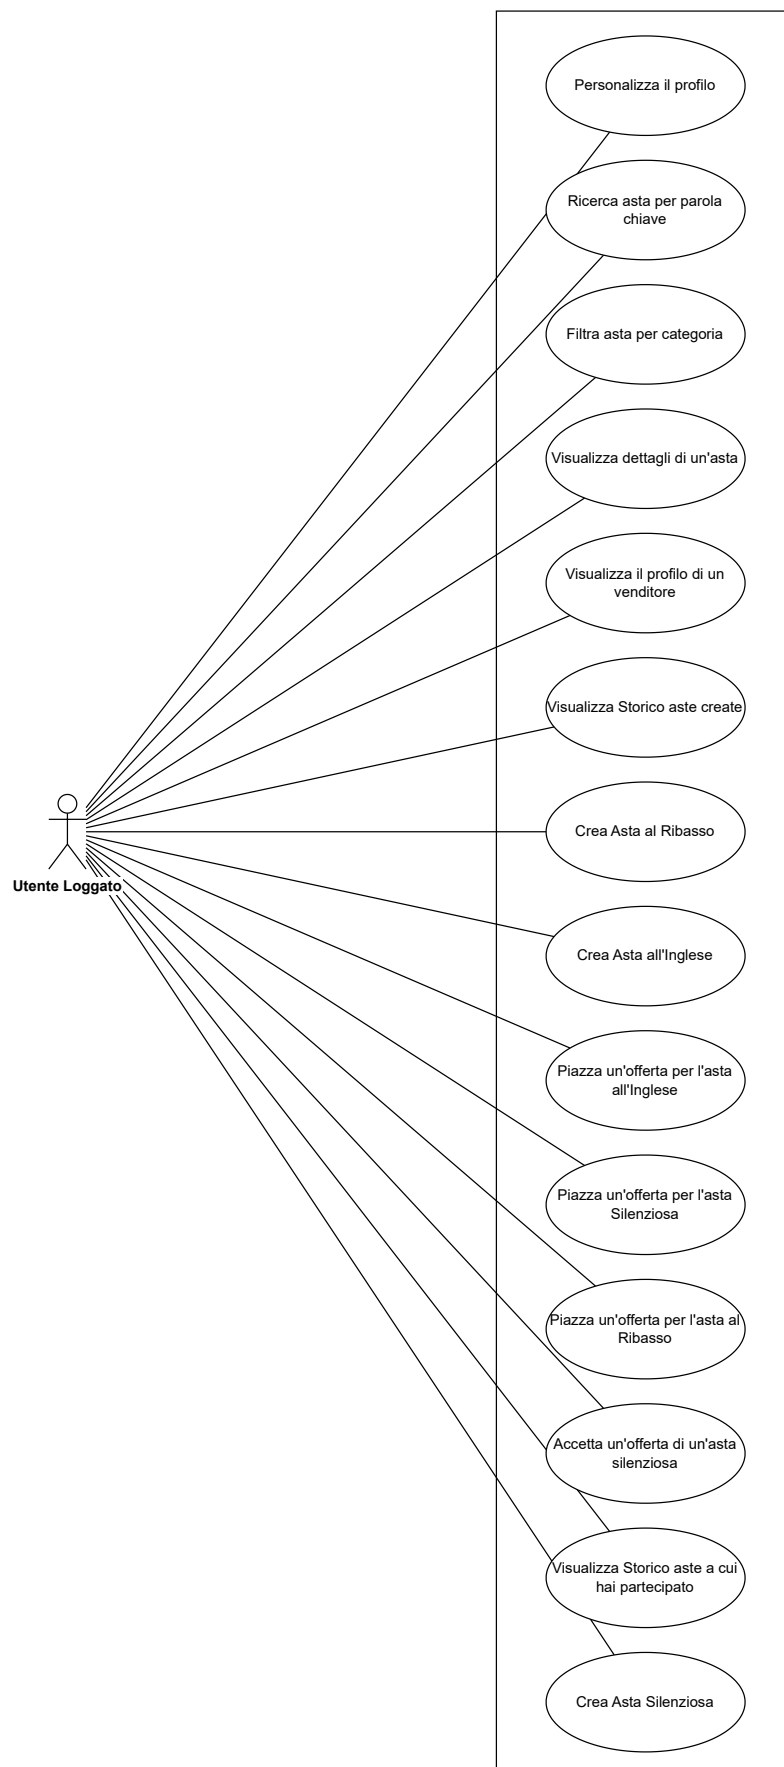 Personalizza il profilo
Ricerca asta per parola
chiave
Filtra asta per categoria
Visualizza dettagli di un'asta
Visualizza il profilo di un
venditore
Visualizza Storico aste create
Crea Asta al Ribasso
Utente Loggato
Crea Asta all'Inglese
Piazza un'offerta per l'asta
all'Inglese
Piazza un'offerta per l'asta
Silenziosa
Piazza un'offerta per l'asta al
Ribasso
Accetta un'offerta di un'asta
silenziosa
Visualizza Storico aste a cui
hai partecipato
Crea Asta Silenziosa